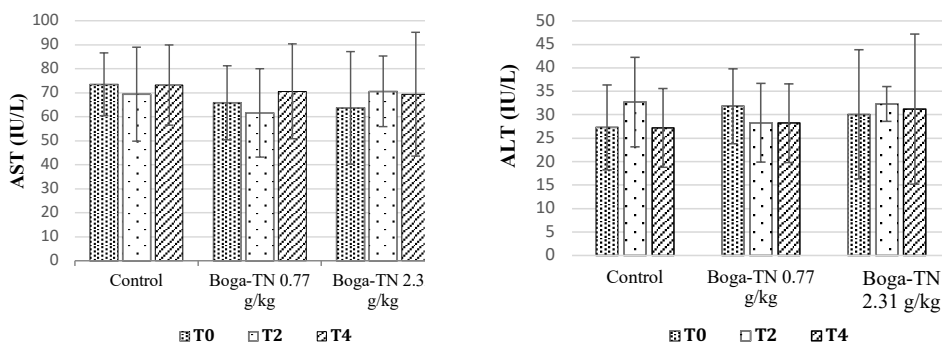 AST (IU/L)
100
90
80
70
60
50
40
30
20
10
0
Control
Boga-TN 0.77
g/kg
Boga-TN 2.3
g/kg
T0 T2 T4
ALT (IU/L)
50
45
40
35
30
25
20
15
10
5
0
Control
Boga-TN 0.77
g/kg
Boga-TN
2.31 g/kg
T0 T2 T4